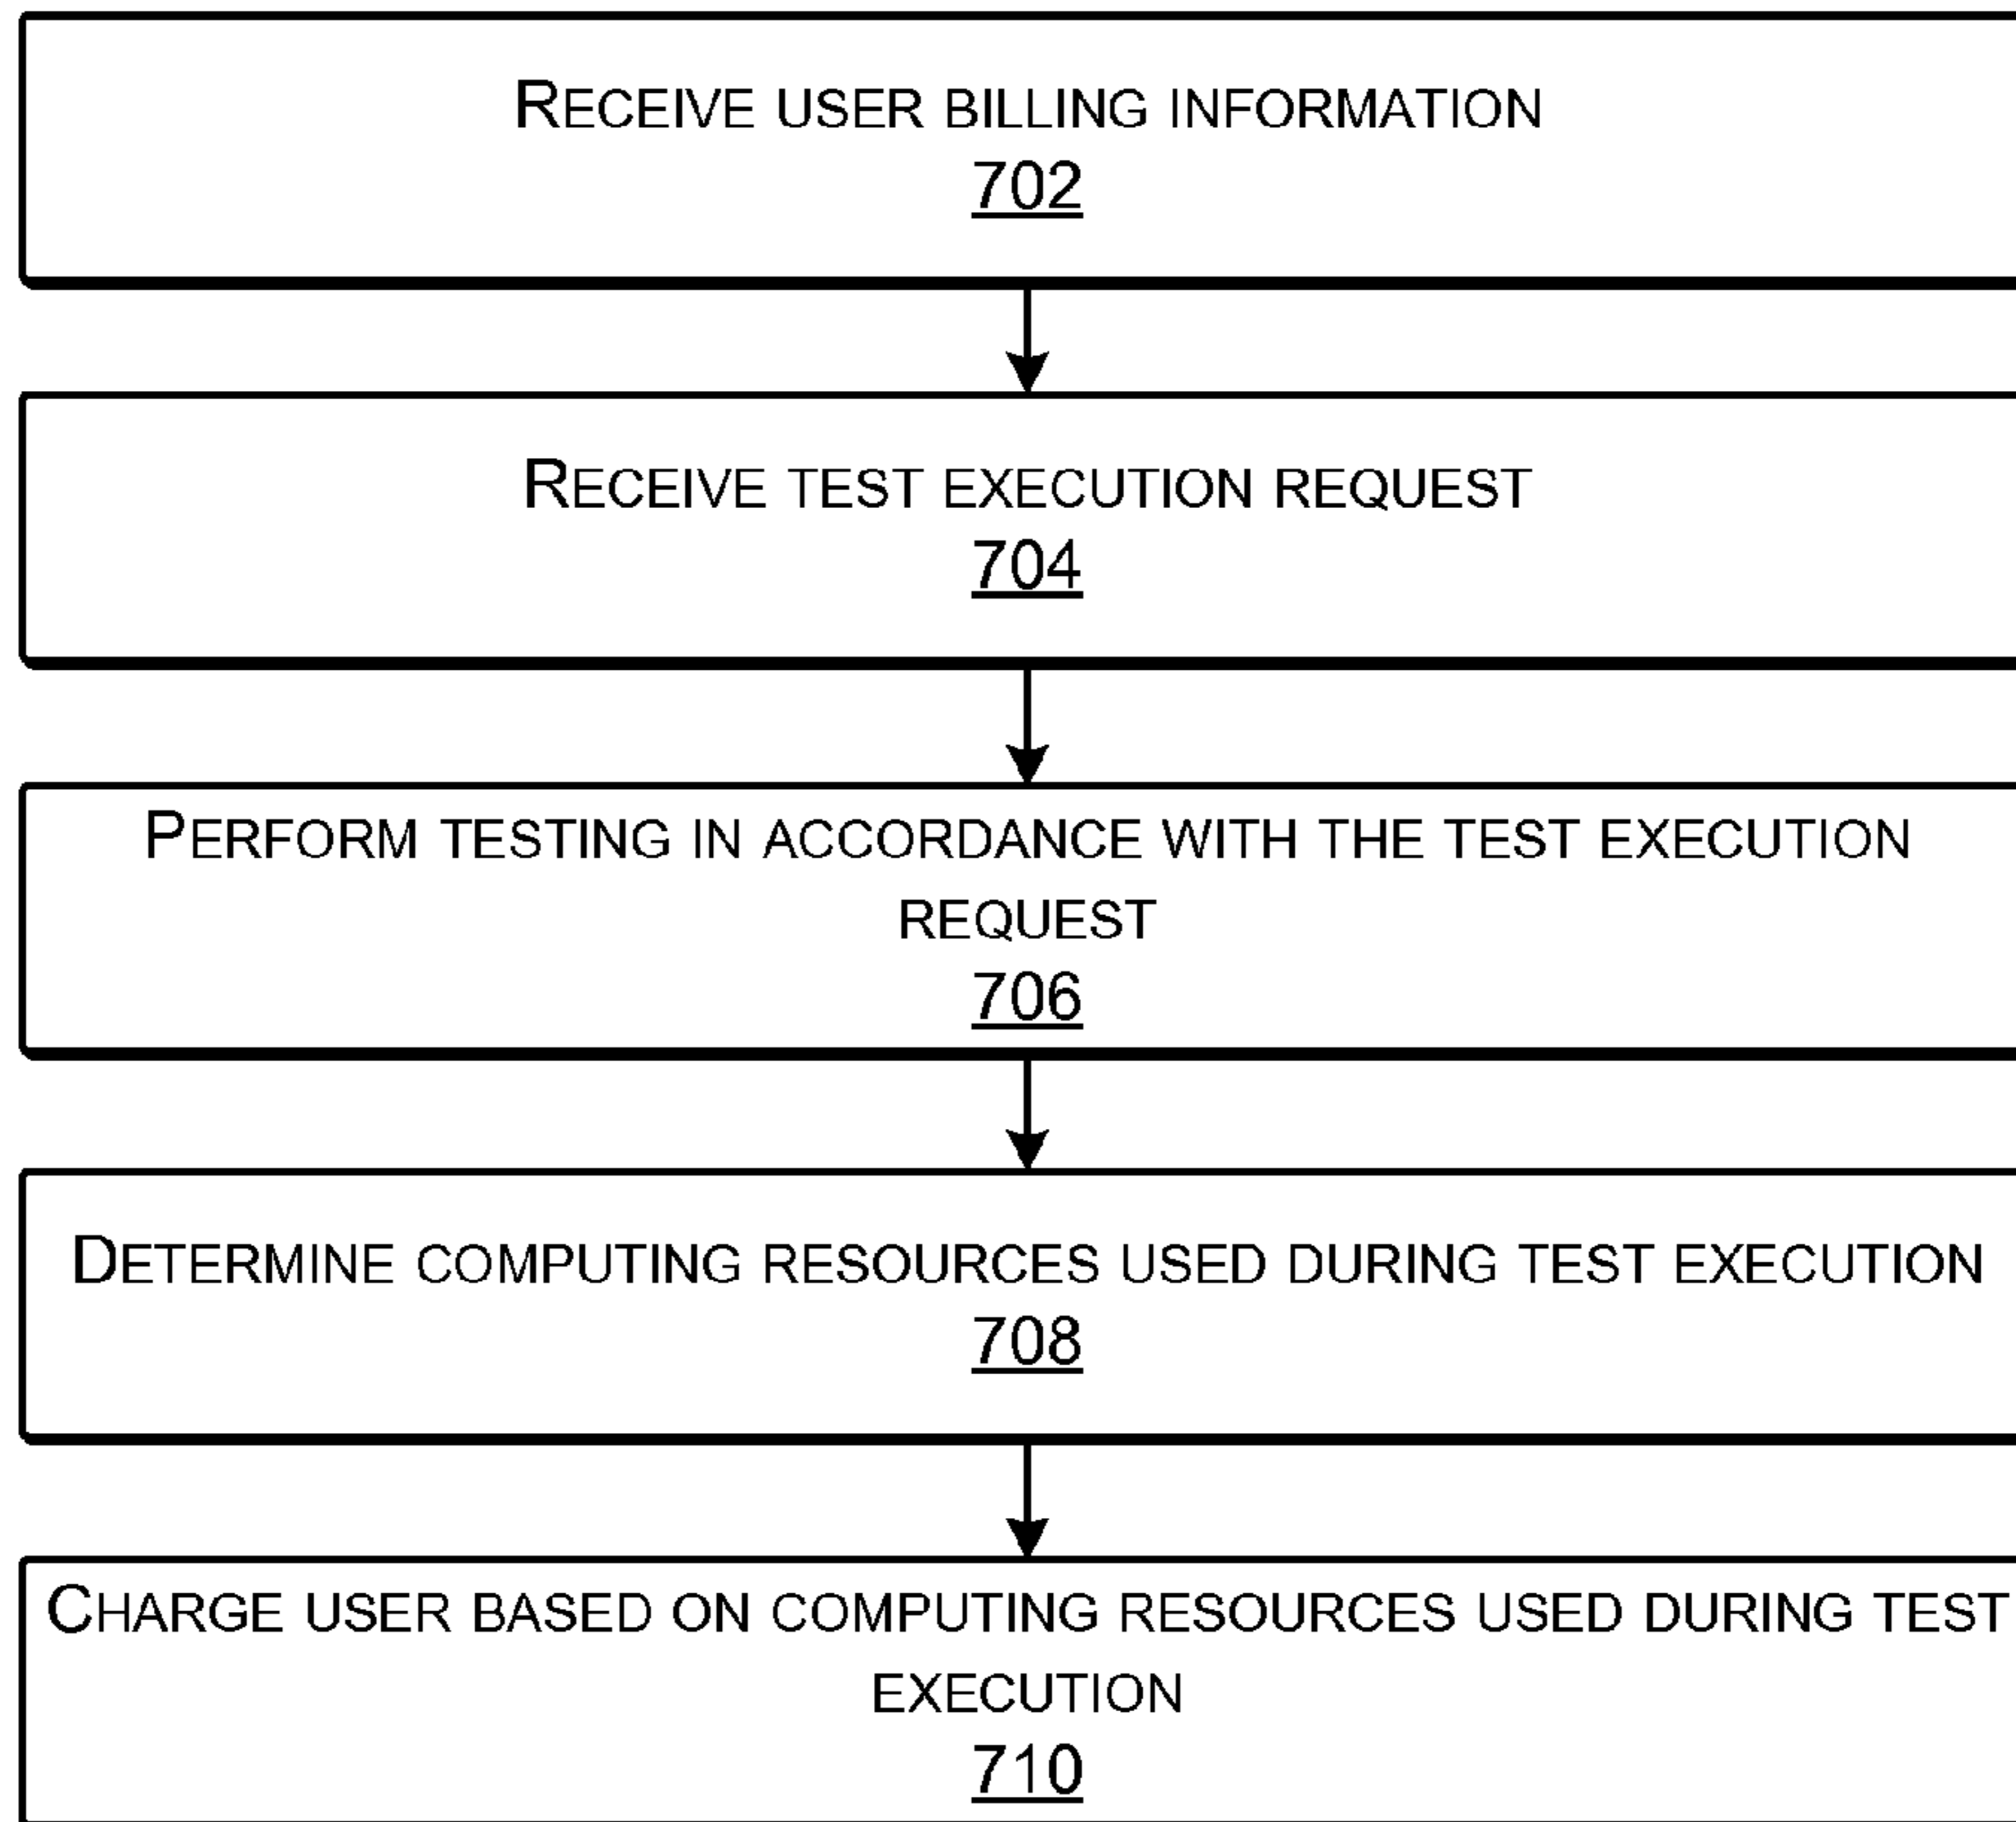 RECEIVE USER BILLING INFORMATION
702
RECEIVE TEST EXECUTION REQUEST
704
PERFORM TESTING IN ACCORDANCE WITH THE TEST EXECUTION
REQUEST
706
DETERMINE COMPUTING RESOURCES USED DURING TEST EXECUTION
708
CHARGE USER BASED ON COMPUTING RESOURCES USED DURING TEST
EXECUTION
710